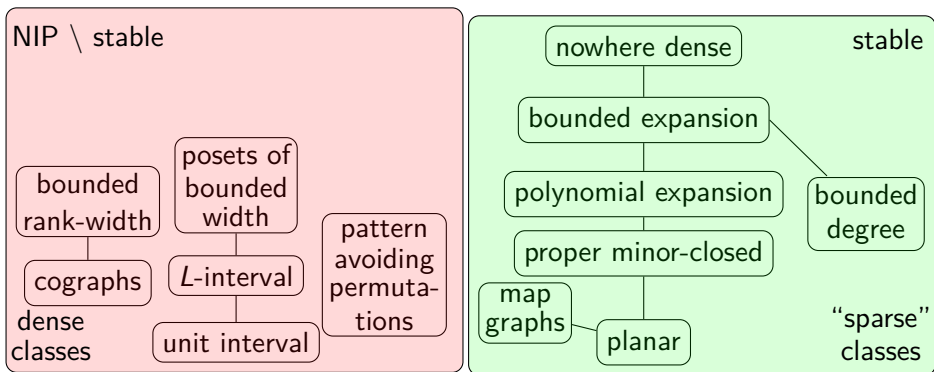 NIP \ stable
bounded
rank-width
cographs
posets of
bounded
width
L-interval
unit interval
pattern
avoiding
permuta-
tions
dense
classes
stable
nowhere dense
bounded expansion
polynomial expansion
bounded
degree
proper minor-closed
map
graphs
planar
“sparse”
classes